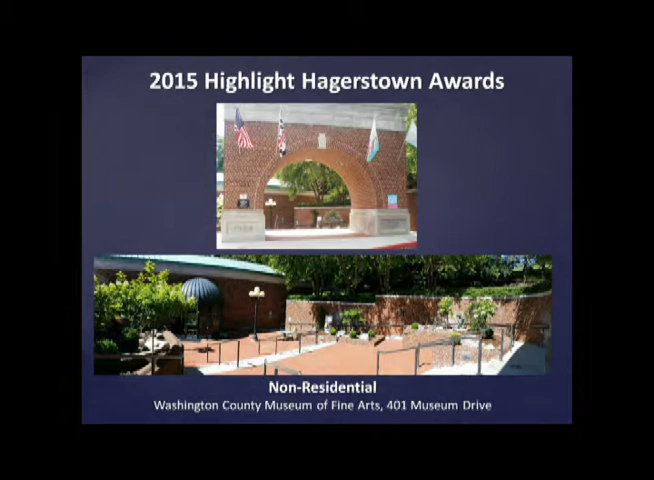 2015 Highlight Hagerstown Awards
Non-Residential
Washington County Museum of Fine Arts, 401 Museum Drive